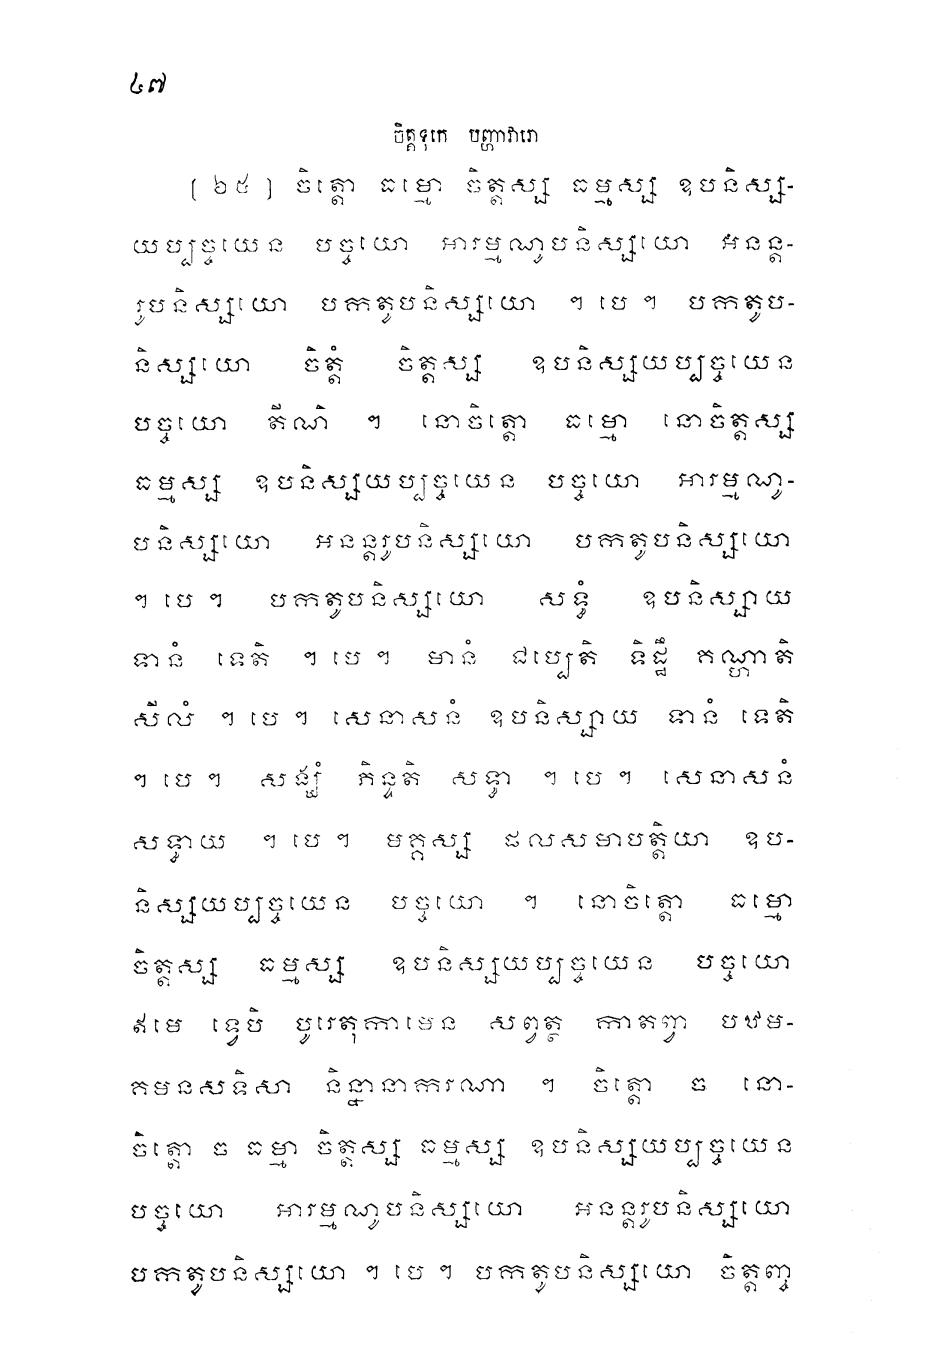 ៤៧
ចិត្តទុកេ បញ្ហាវារោ
[ ៦៥ ] ចិត្តោ ធម្មោ ចិត្តស្ស ធម្មស្ស ឧបនិស្ស-
យប្បច្ចយេន បច្ចយោ អារម្មណូបនិស្សយោ អនន្ត-
រូបនិស្សយោ បកតូបនិស្សយោ ។ បេ ។ បកតូប-
និស្សយោ ចិត្តំ ចិត្តស្ស ឧបនិស្សយប្បច្ចយេន
បច្ចយោ តីណិ ។ នោចិត្តោ ធម្មោ នោចិត្តស្ស
ធម្មស្ស ឧបនិស្សយប្បច្ចយេន បច្ចយោ អារម្មណូ-
បនិស្សយោ អនន្តរូបនិស្សយោ បកតូបនិស្សយោ
។ បេ ។ បកតូបនិស្សយោ សទ្ធំ ឧបនិស្សាយ
ទានំ ទេតិ ។ បេ ។ មានំ ជប្បេតិ ទិដ្ឋឹ គណ្ហាតិ
សីលំ ។ បេ ។ សេនាសនំ ឧបនិស្សាយ ទានំ ទេតិ
។ បេ ។ សង្ឃំ ភិន្ទតិ សទ្ធា ។ បេ ។ សេនាសនំ
សទ្ធាយ ។ បេ ។ មគ្គស្ស ផលសមាបត្តិយា ឧប-
និស្សយប្បច្ចយេន បច្ចយោ ។ នោចិត្តោ ធម្មោ
ចិត្តស្ស ធម្មស្ស ឧបនិស្សយប្បច្ចយេន បច្ចយោ
ឥមេ ទ្វេបិ បូរេតុកាមេន សព្វត្ថ កាតព្វា បឋម-
គមនសទិសា និន្នានាករណា ។ ចិត្តោ ច នោ-
ចិត្តោ ច ធម្មា ចិត្តស្ស ធម្មស្ស ឧបនិស្សយប្បច្ចយេន
បច្ចយោ អារម្មណូបនិស្សយោ អនន្តរូបនិស្សយោ
បកតូបនិស្សយោ ។ បេ ។ បកតូបនិស្សយោ ចិត្តញ្ច